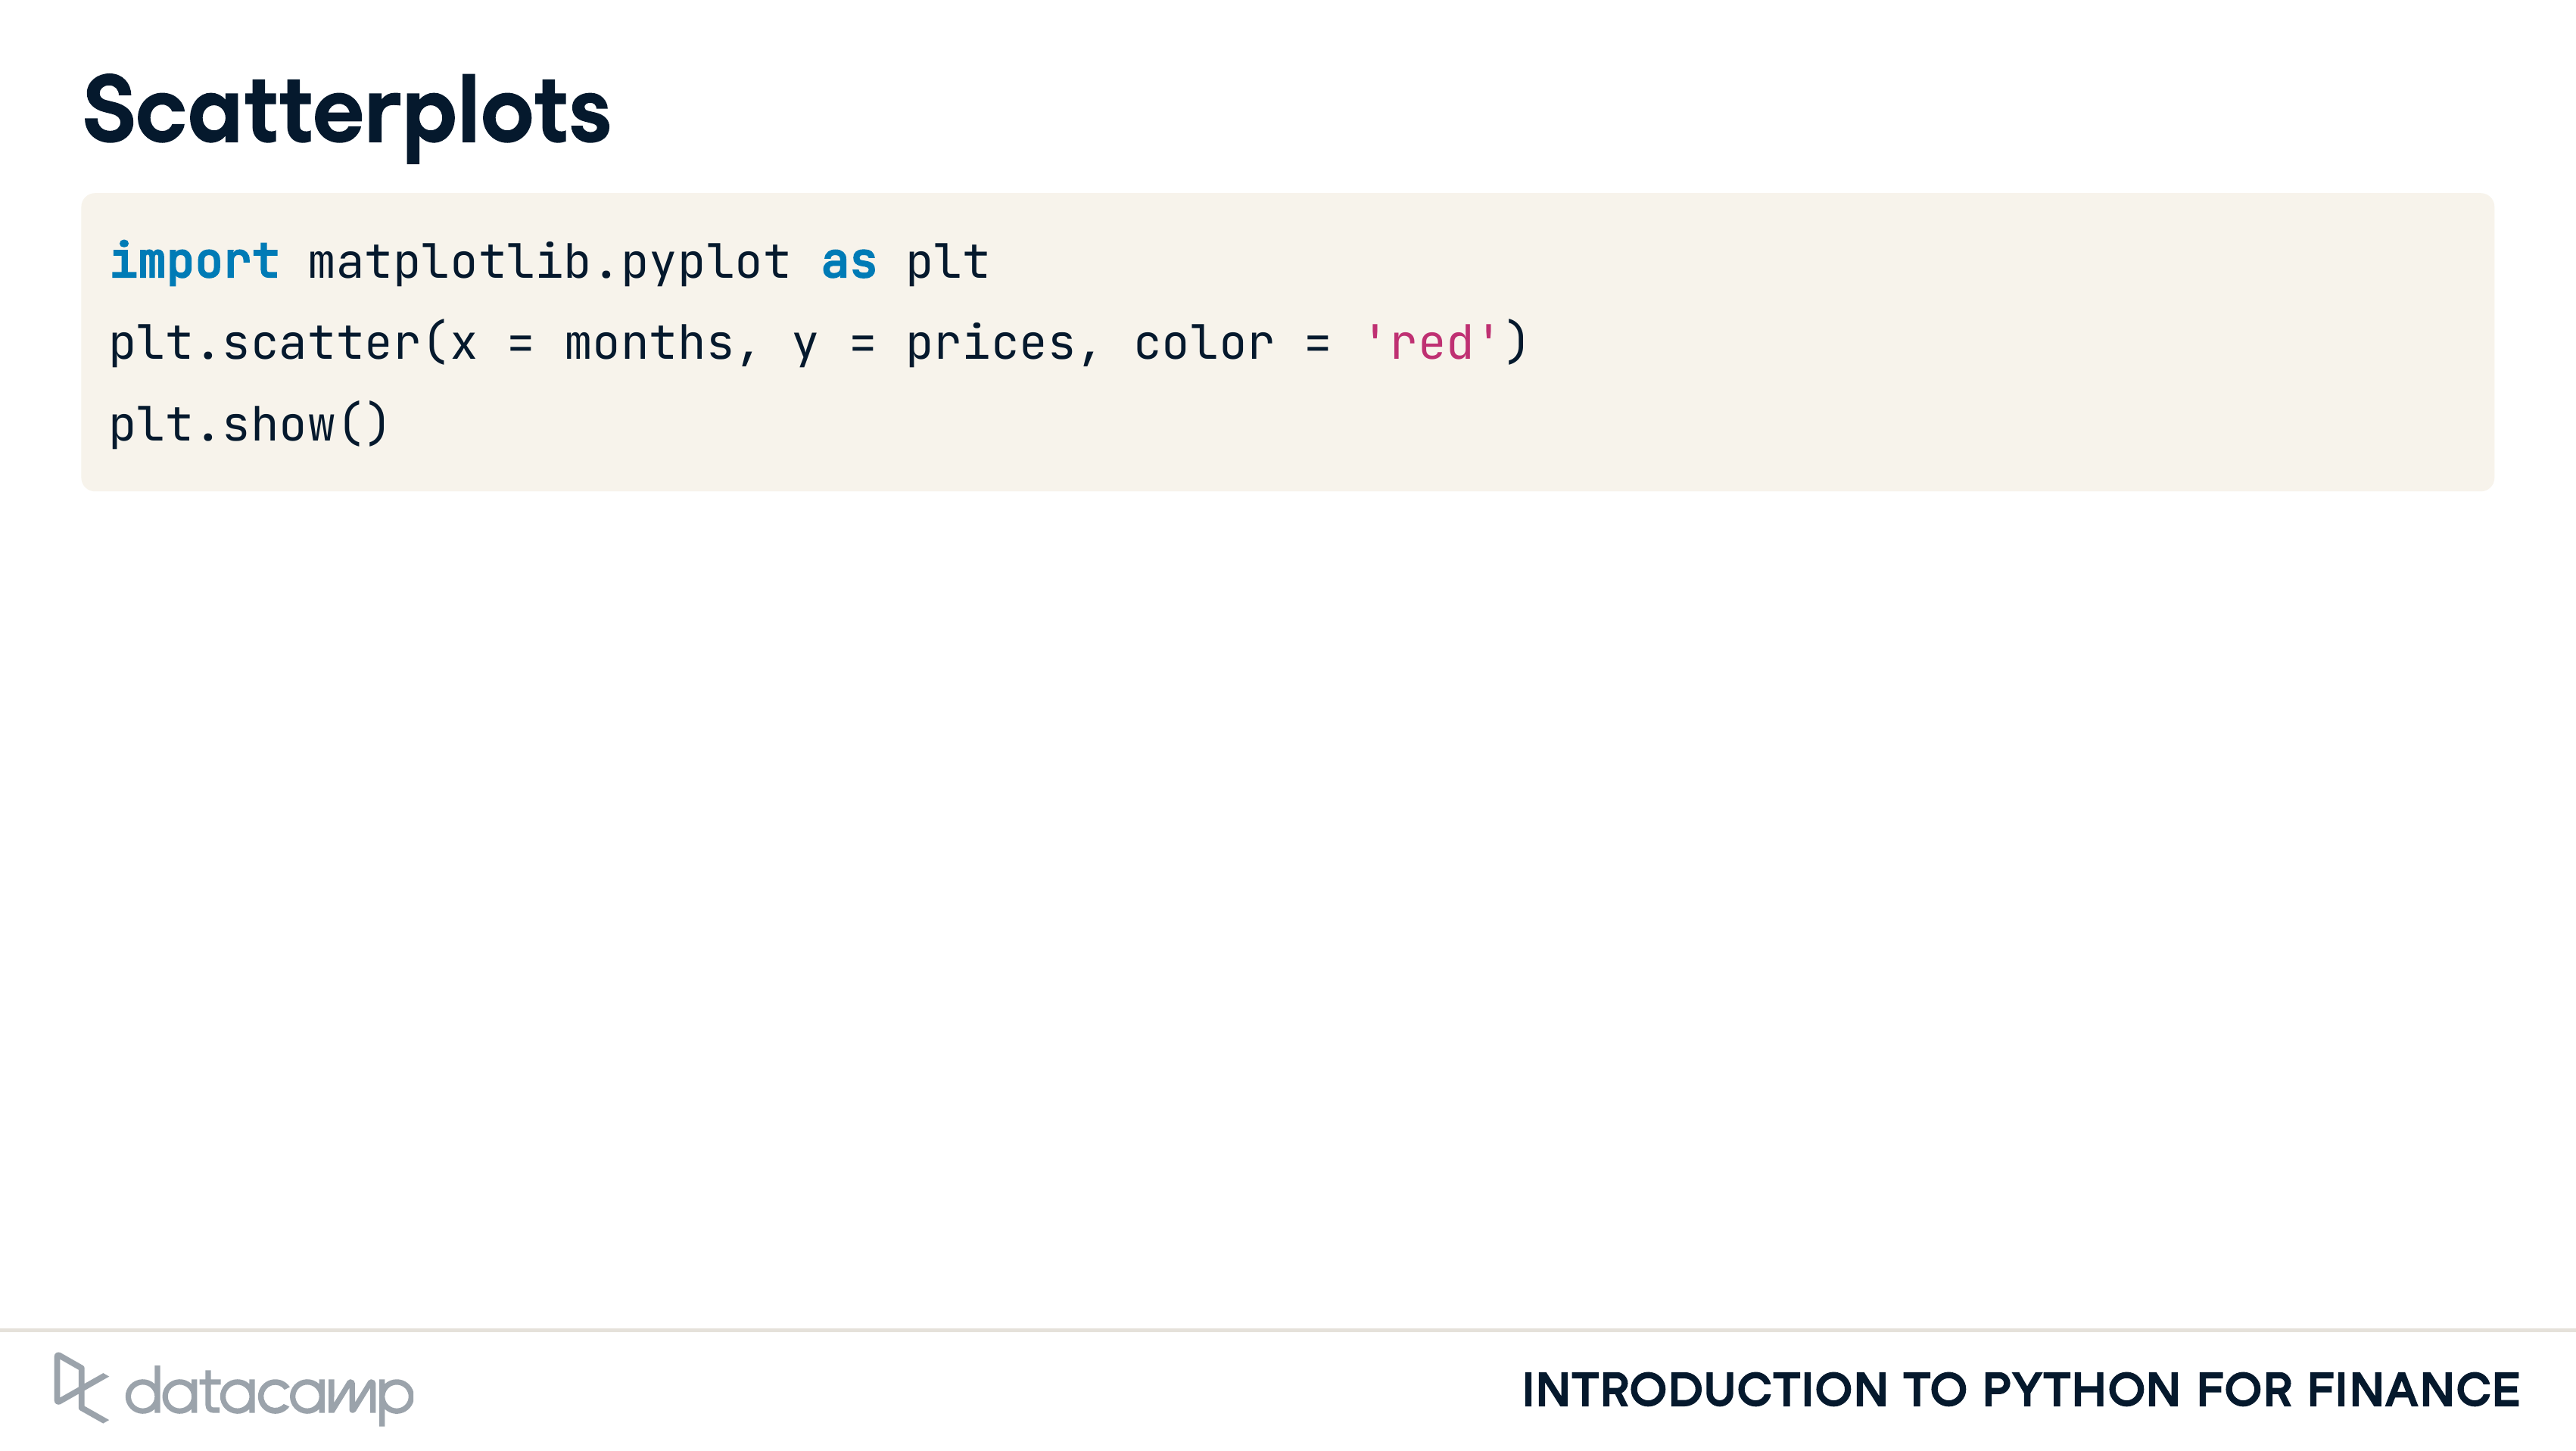 Scatterplots
import matplotlib.pyplot as plt
plt.scatter(x = months, y = prices, color = 'red')
plt.show()
datacamp
INTRODUCTION TO PYTHON FOR FINANCE